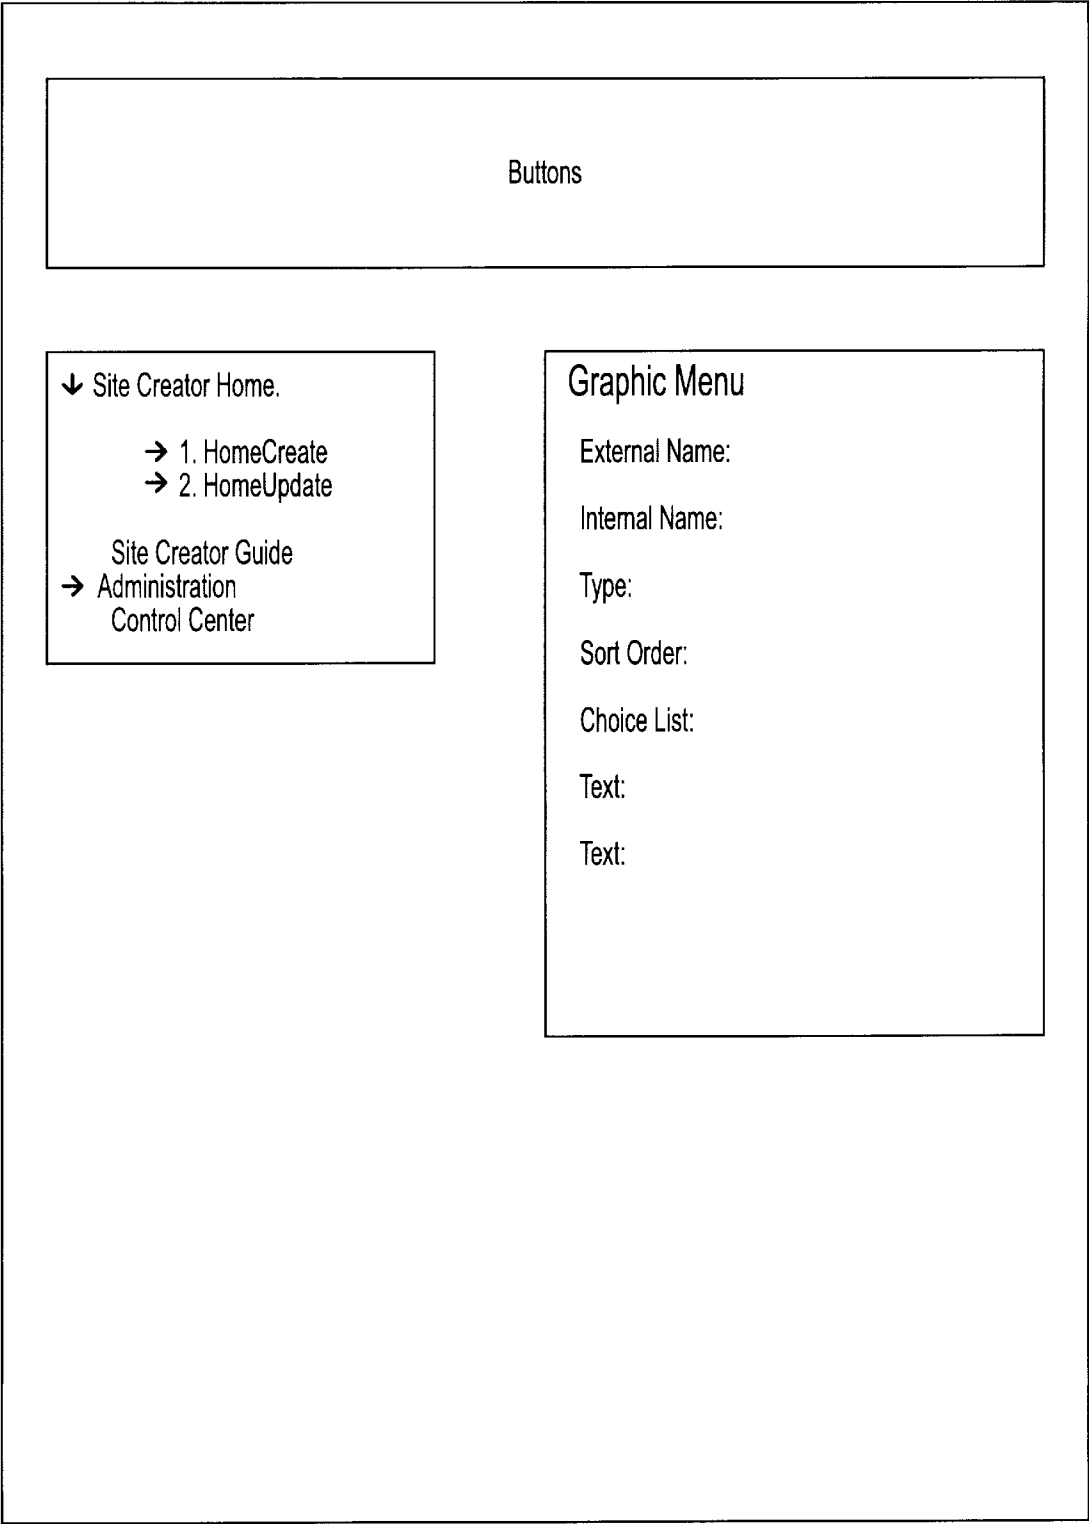 Buttons
↓ Site Creator Home.
→ 1. HomeCreate
→ 2. HomeUpdate
Site Creator Guide
→ Administration
Control Center
Graphic Menu
External Name:
Internal Name:
Type:
Sort Order:
Choice List:
Text:
Text: